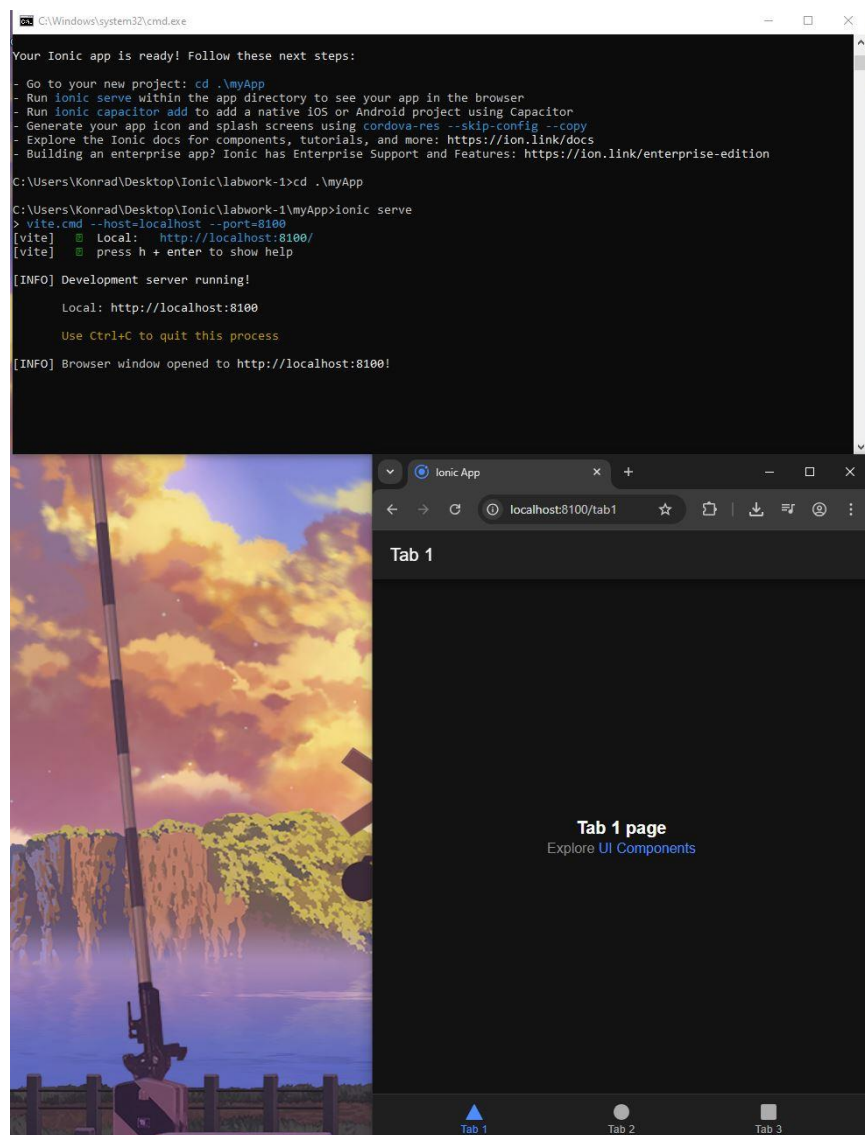 C:\Windows\system32\cmd.exe
Your Ionic app is ready! Follow these next steps:
- Go to your new project: cd .\myApp
- Run ionic serve within the app directory to see your app in the browser
- Run ionic capacitor add to add a native iOS or Android project using Capacitor
- Generate your app icon and splash screens using cordova-res --skip-config --copy
- Explore the Ionic docs for components, tutorials, and more: https://ion.link/docs
- Building an enterprise app? Ionic has Enterprise Support and Features: https://ion.link/enterprise-edition
C:\Users\Konrad\Desktop\Ionic\labwork-1>cd .\myApp
C:\Users\Konrad\Desktop\Ionic\labwork-1\myApp>ionic serve
> vite.cmd --host=localhost --port=8100
[vite] Local: http://localhost:8100/
[vite] press h + enter to show help
[INFO] Development server running!
Local: http://localhost:8100
Use Ctrl+C to quit this process
[INFO] Browser window opened to http://localhost:8100!
Ionic App
localhost:8100/tab1
Tab 1
Tab 1 page
Explore UI Components
Tab 1 Tab 2 Tab 3